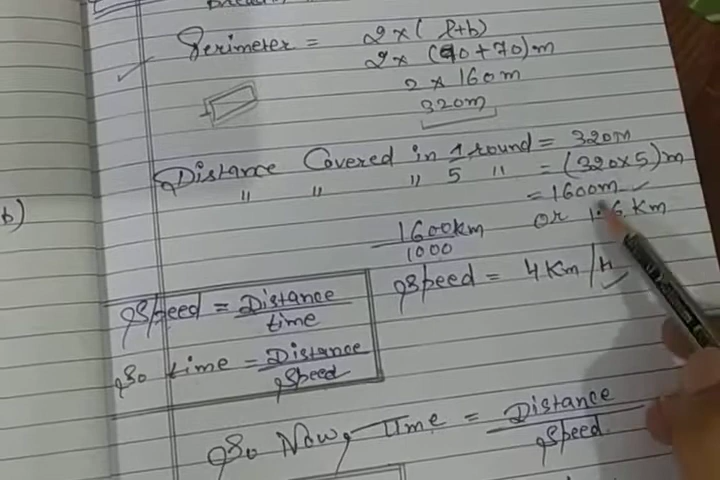 Perimeter = 2 x ( l+b)
2 x (90+70)m
2 x 160m
320m
Distance Covered in 1 round = 320m
" " " 5 " = (320x5)m
= 1600m
or 1.6 Km
1600km
1000
Speed = Distance
time
Speed = 4 Km/h
So time = Distance
Speed
So Now, Time = Distance
Speed
b)